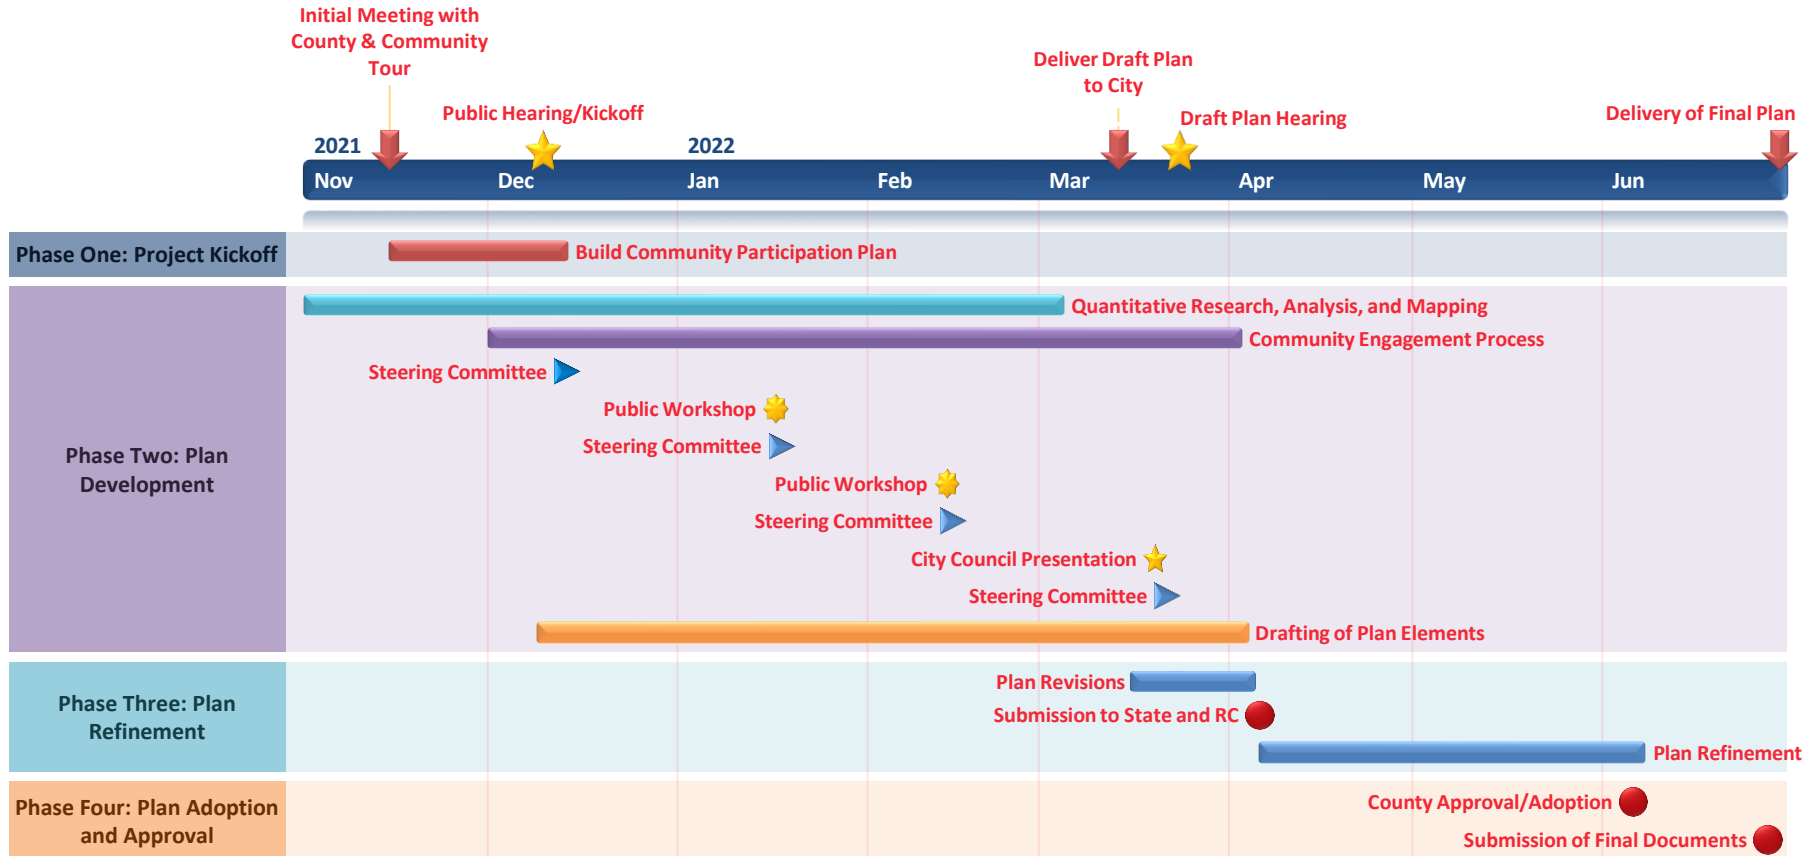 Initial Meeting with
County & Community
Tour
Public Hearing/Kickoff
Deliver Draft Plan
to City
Draft Plan Hearing
Delivery of Final Plan
2021
2022
Nov
Dec
Jan
Feb
Mar
Apr
May
Jun
Phase One: Project Kickoff
Build Community Participation Plan
Phase Two: Plan
Development
Quantitative Research, Analysis, and Mapping
Community Engagement Process
Steering Committee
Public Workshop
Steering Committee
Public Workshop
Steering Committee
City Council Presentation
Steering Committee
Drafting of Plan Elements
Phase Three: Plan
Refinement
Plan Revisions
Submission to State and RC
Plan Refinement
Phase Four: Plan Adoption
and Approval
County Approval/Adoption
Submission of Final Documents